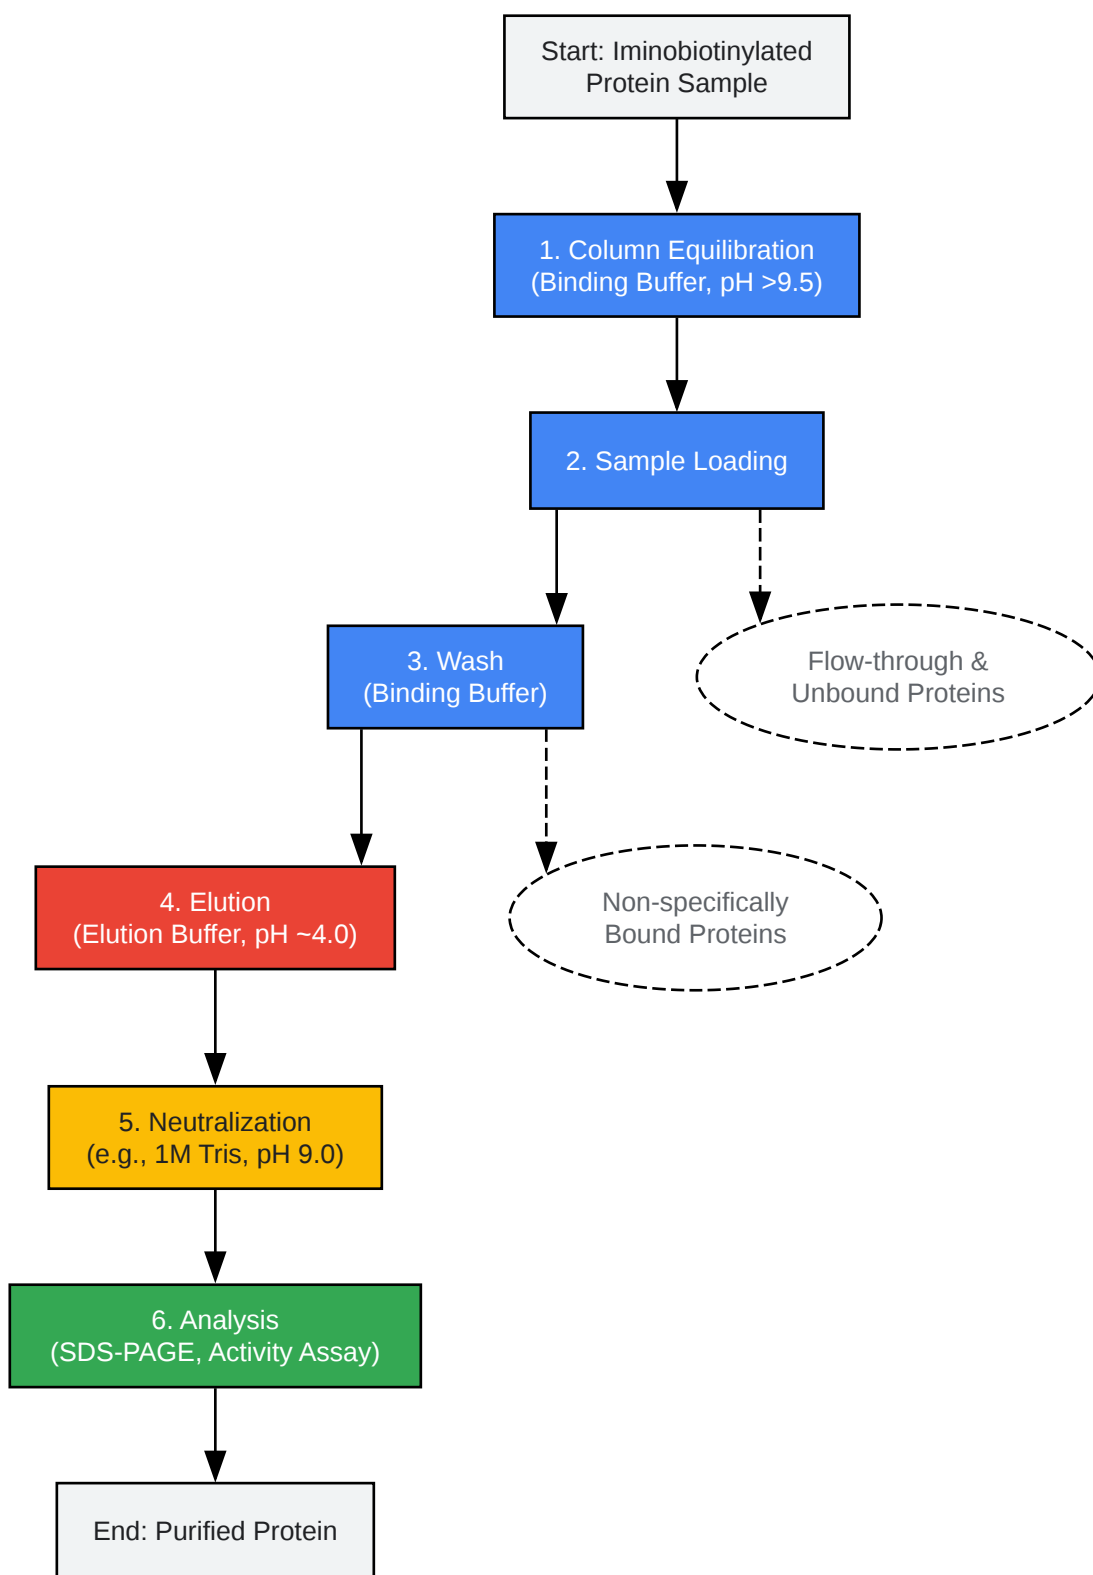 Start: Iminobiotinylated
Protein Sample
1. Column Equilibration
(Binding Buffer, pH >9.5)
2. Sample Loading
3. Wash
(Binding Buffer)
Flow-through &
Unbound Proteins
4. Elution
(Elution Buffer, pH ~4.0)
Non-specifically
Bound Proteins
5. Neutralization
(e.g., 1M Tris, pH 9.0)
6. Analysis
(SDS-PAGE, Activity Assay)
End: Purified Protein